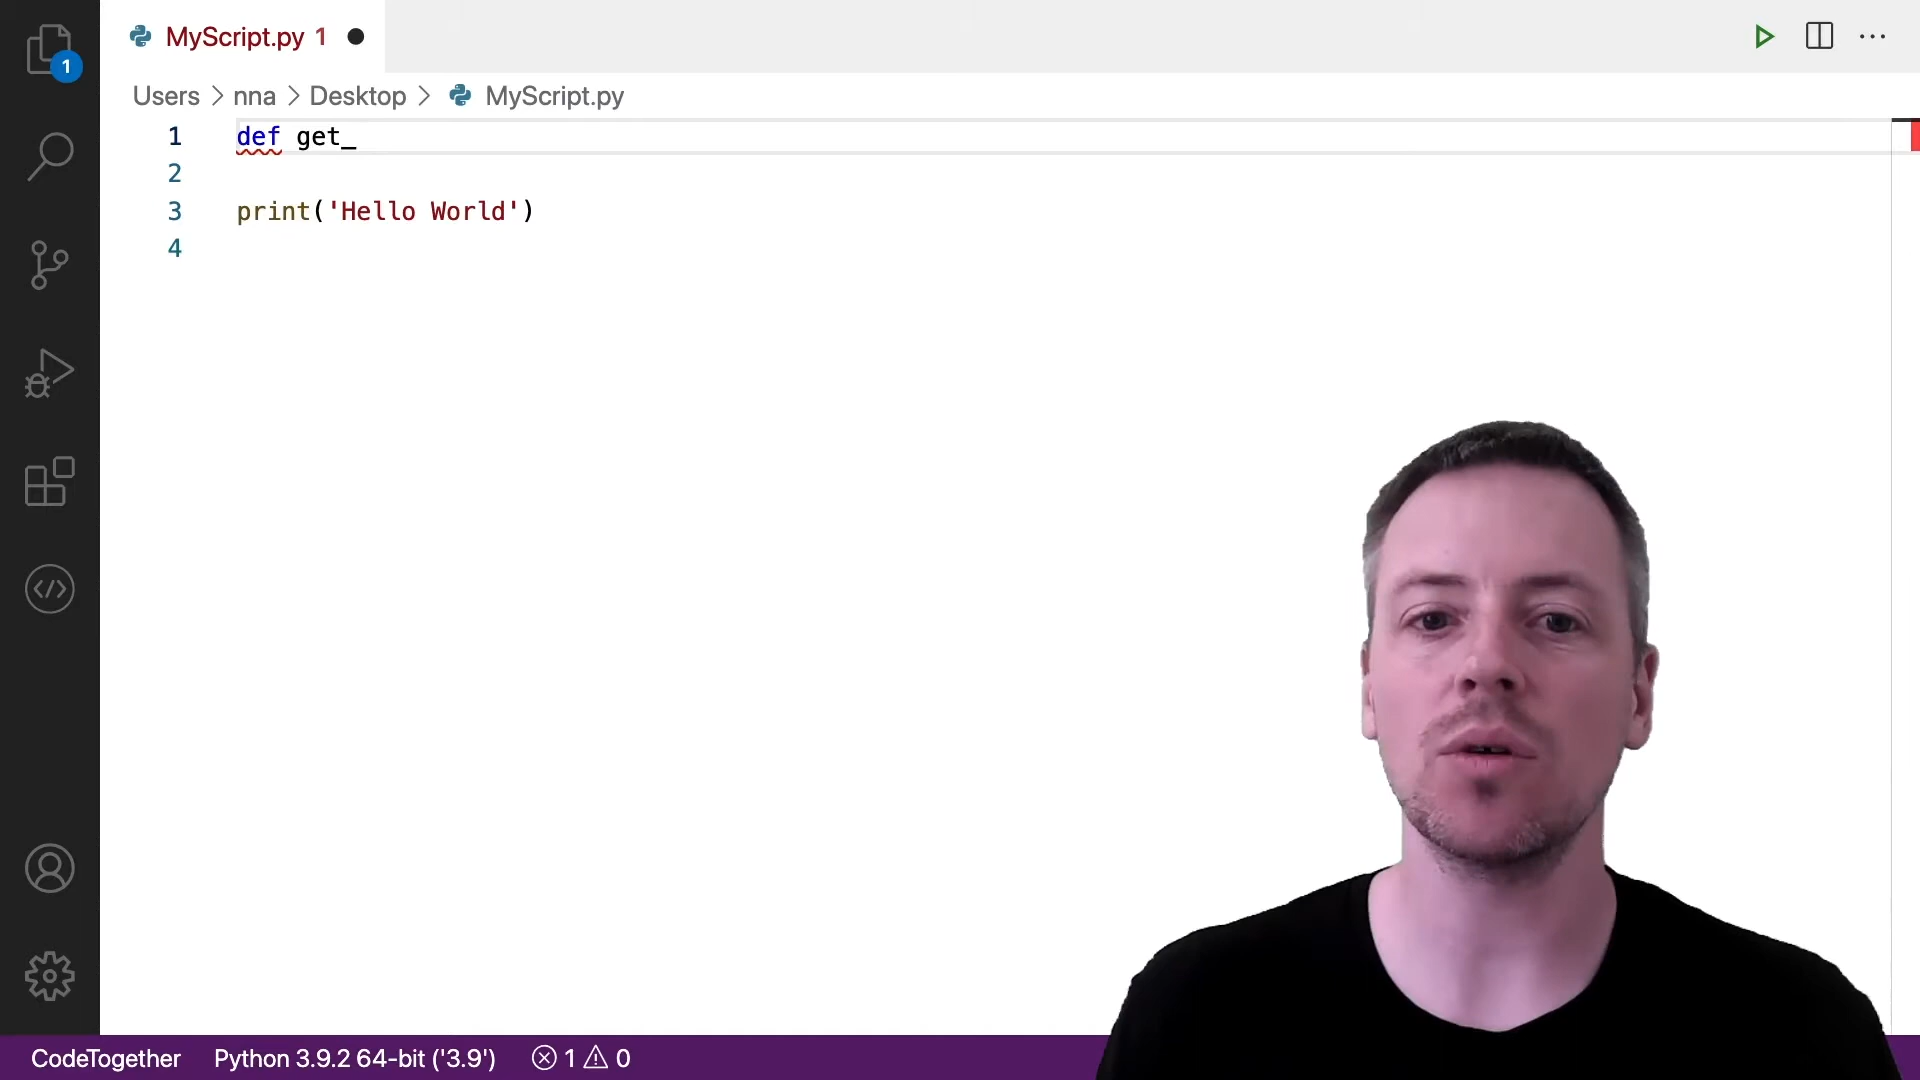 MyScript.py 1
1
Users > nna > Desktop > MyScript.py
1 def get_
2
3 print('Hello World')
4
CodeTogether Python 3.9.2 64-bit ('3.9') 1 0